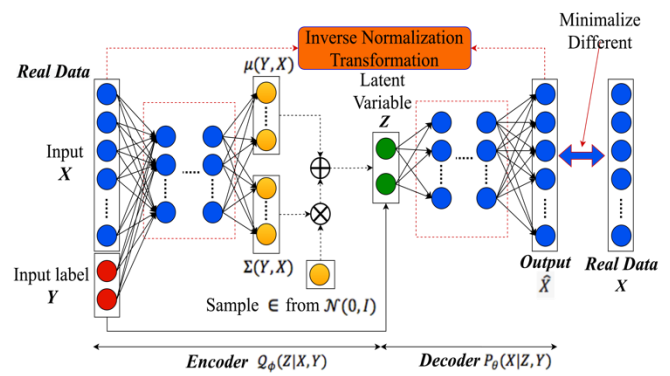 Minimalize
Different
Inverse Normalization
Transformation
Real Data
μ(Y,X)
Latent
Variable
Z
Input
X
Σ(Y,X)
Input label
Y
Sample ∈ from 𝒩(0,I)
Output
X̂
Real Data
X
Encoder Q_ϕ(Z|X,Y)
Decoder P_θ(X|Z,Y)